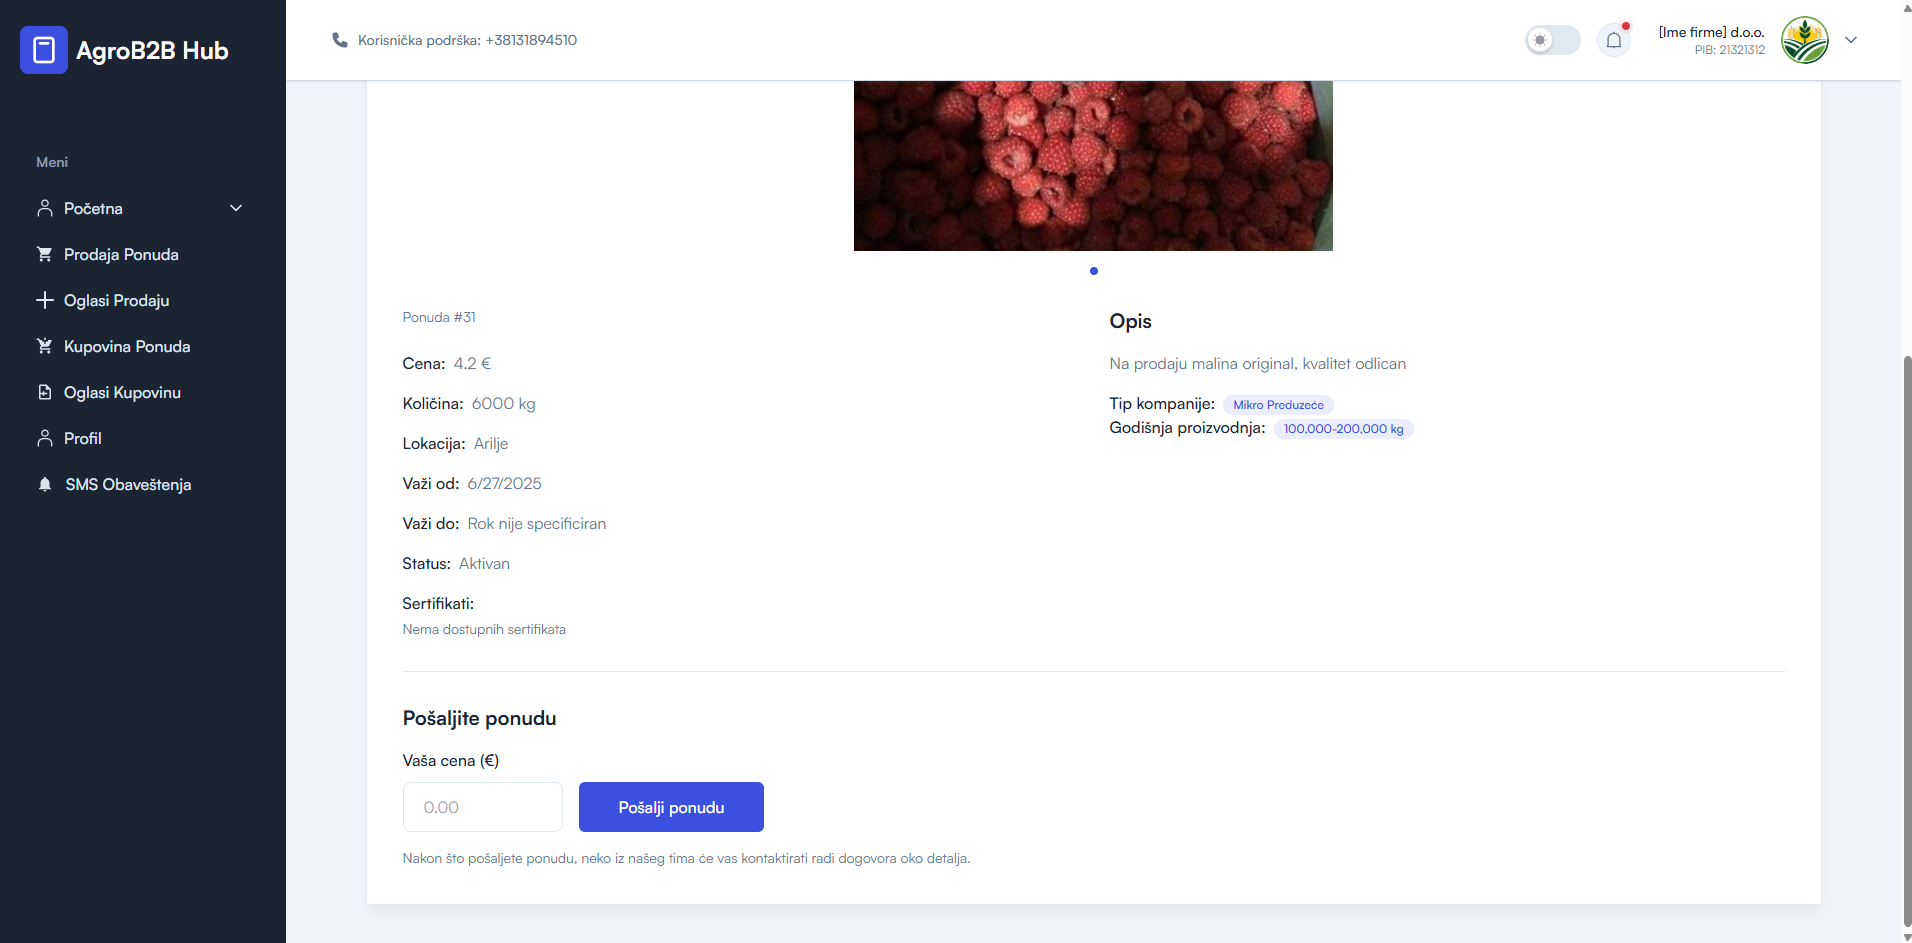 AgroB2B Hub
Meni
Početna
Prodaja Ponuda
Oglasi Prodaju
Kupovina Ponuda
Oglasi Kupovinu
Profil
SMS Obaveštenja
Korisnička podrška: +38131894510
[Ime firme] d.o.o.
PIB: 21321312
Ponuda #31
Cena: 4.2 €
Količina: 6000 kg
Lokacija: Arilje
Važi od: 6/27/2025
Važi do: Rok nije specificiran
Status: Aktivan
Sertifikati:
Nema dostupnih sertifikata
Opis
Na prodaju malina original, kvalitet odlican
Tip kompanije: Mikro Preduzeće
Godišnja proizvodnja: 100,000-200,000 kg
Pošaljite ponudu
Vaša cena (€)
0.00
Pošalji ponudu
Nakon što pošaljete ponudu, neko iz našeg tima će vas kontaktirati radi dogovora oko detalja.